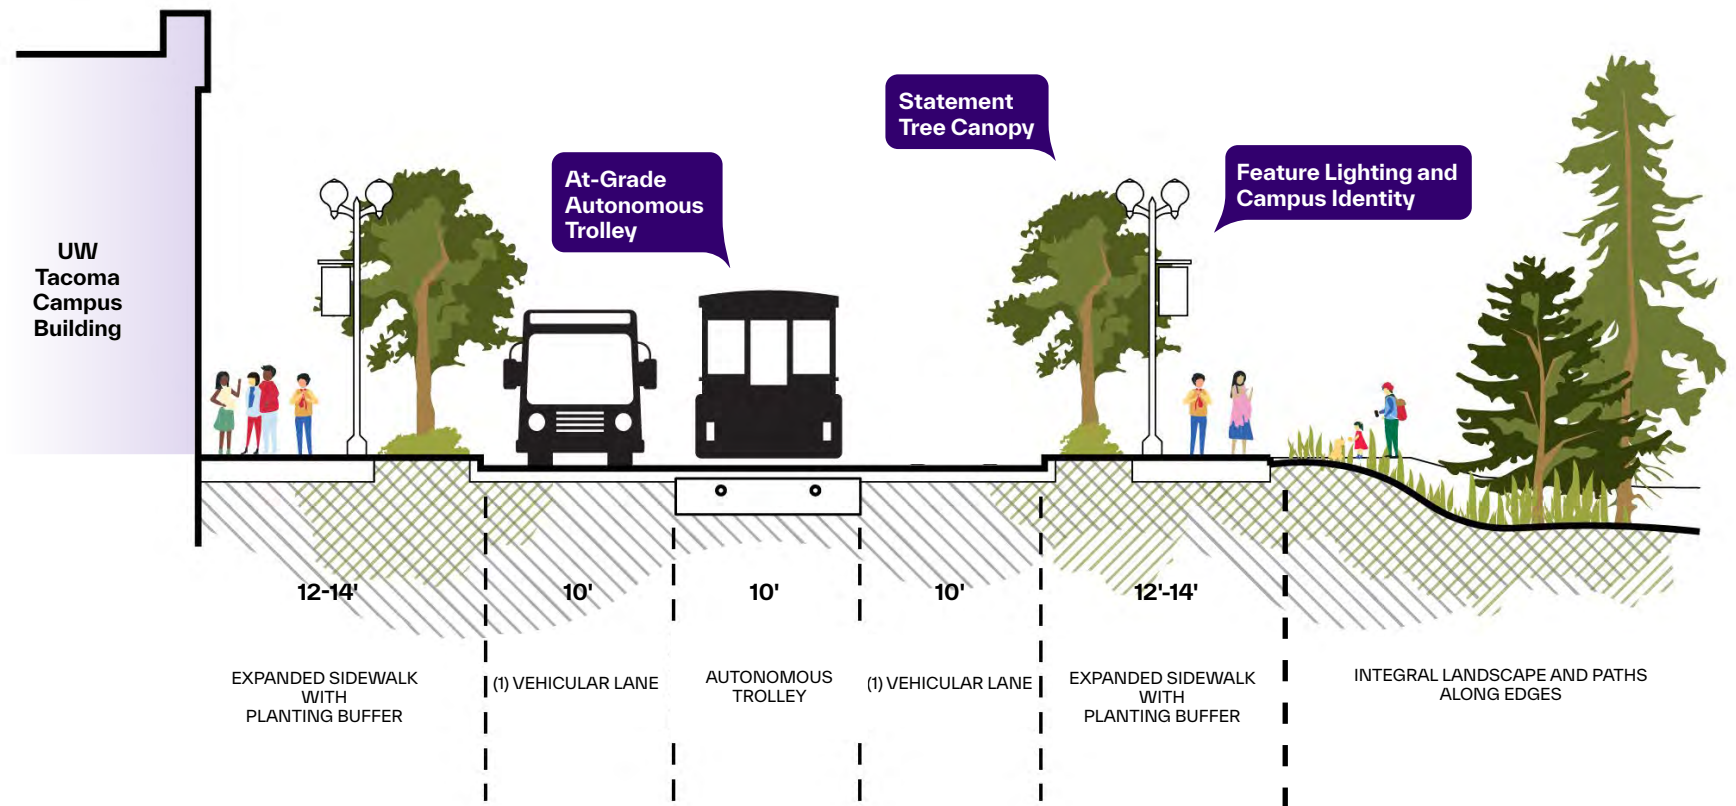 Statement
Tree Canopy
At-Grade
Autonomous
Trolley
Feature Lighting and
Campus Identity
UW
Tacoma
Campus
Building
12-14'
10'
10'
10'
12'-14'
EXPANDED SIDEWALK
WITH
PLANTING BUFFER
(1) VEHICULAR LANE
AUTONOMOUS
TROLLEY
(1) VEHICULAR LANE
EXPANDED SIDEWALK
WITH
PLANTING BUFFER
INTEGRAL LANDSCAPE AND PATHS
ALONG EDGES